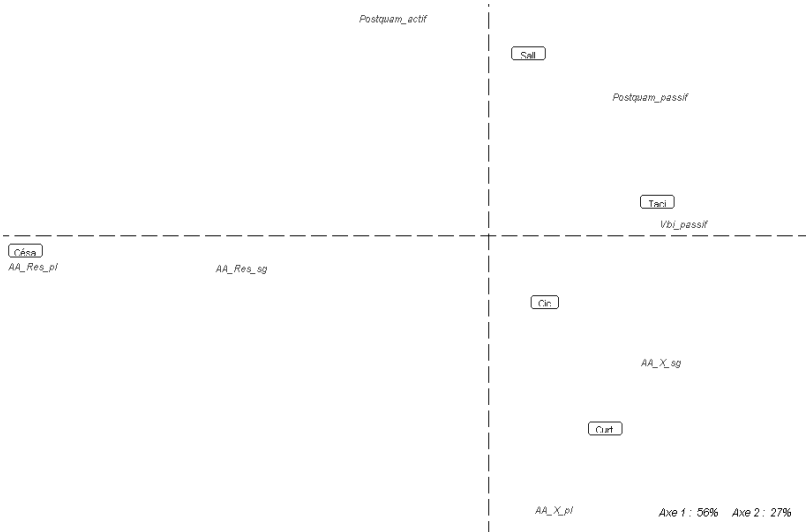 Postquam_actif
Sall
Postquam_passif
Taci
Vbi_passif
Césa
AA_Res_pl
AA_Res_sg
Cic
AA_X_sg
Curt
AA_X_pl
Axe 1 : 56% Axe 2 : 27%